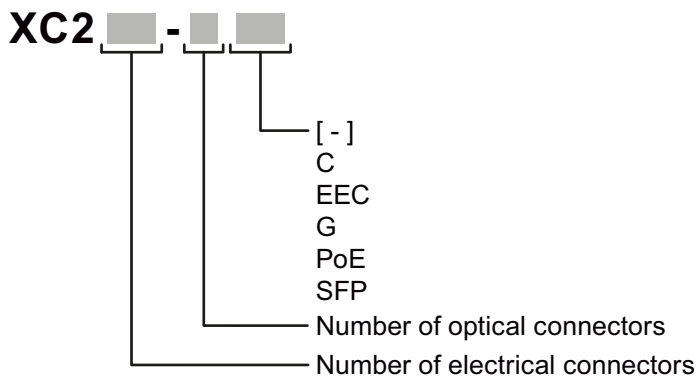 XC2 -
[ - ]
C
EEC
G
PoE
SFP
Number of optical connectors
Number of electrical connectors